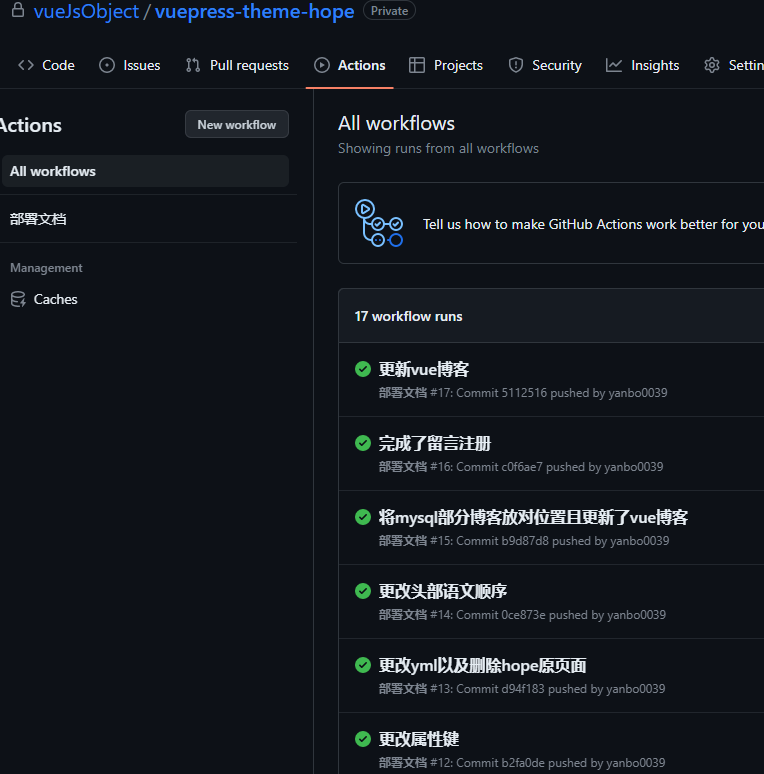 vueJsObject / vuepress-theme-hope Private
Code Issues Pull requests Actions Projects Security Insights Settin
Actions
New workflow
All workflows
部署文档
Management
Caches
All workflows
Showing runs from all workflows
Tell us how to make GitHub Actions work better for you
17 workflow runs
更新vue博客
部署文档 #17: Commit 5112516 pushed by yanbo0039
完成了留言注册
部署文档 #16: Commit c0f6ae7 pushed by yanbo0039
将mysql部分博客放对位置且更新了vue博客
部署文档 #15: Commit b9d87d8 pushed by yanbo0039
更改头部语文顺序
部署文档 #14: Commit 0ce873e pushed by yanbo0039
更改yml以及删除hope原页面
部署文档 #13: Commit d94f183 pushed by yanbo0039
更改属性键
部署文档 #12: Commit b2fa0de pushed by yanbo0039